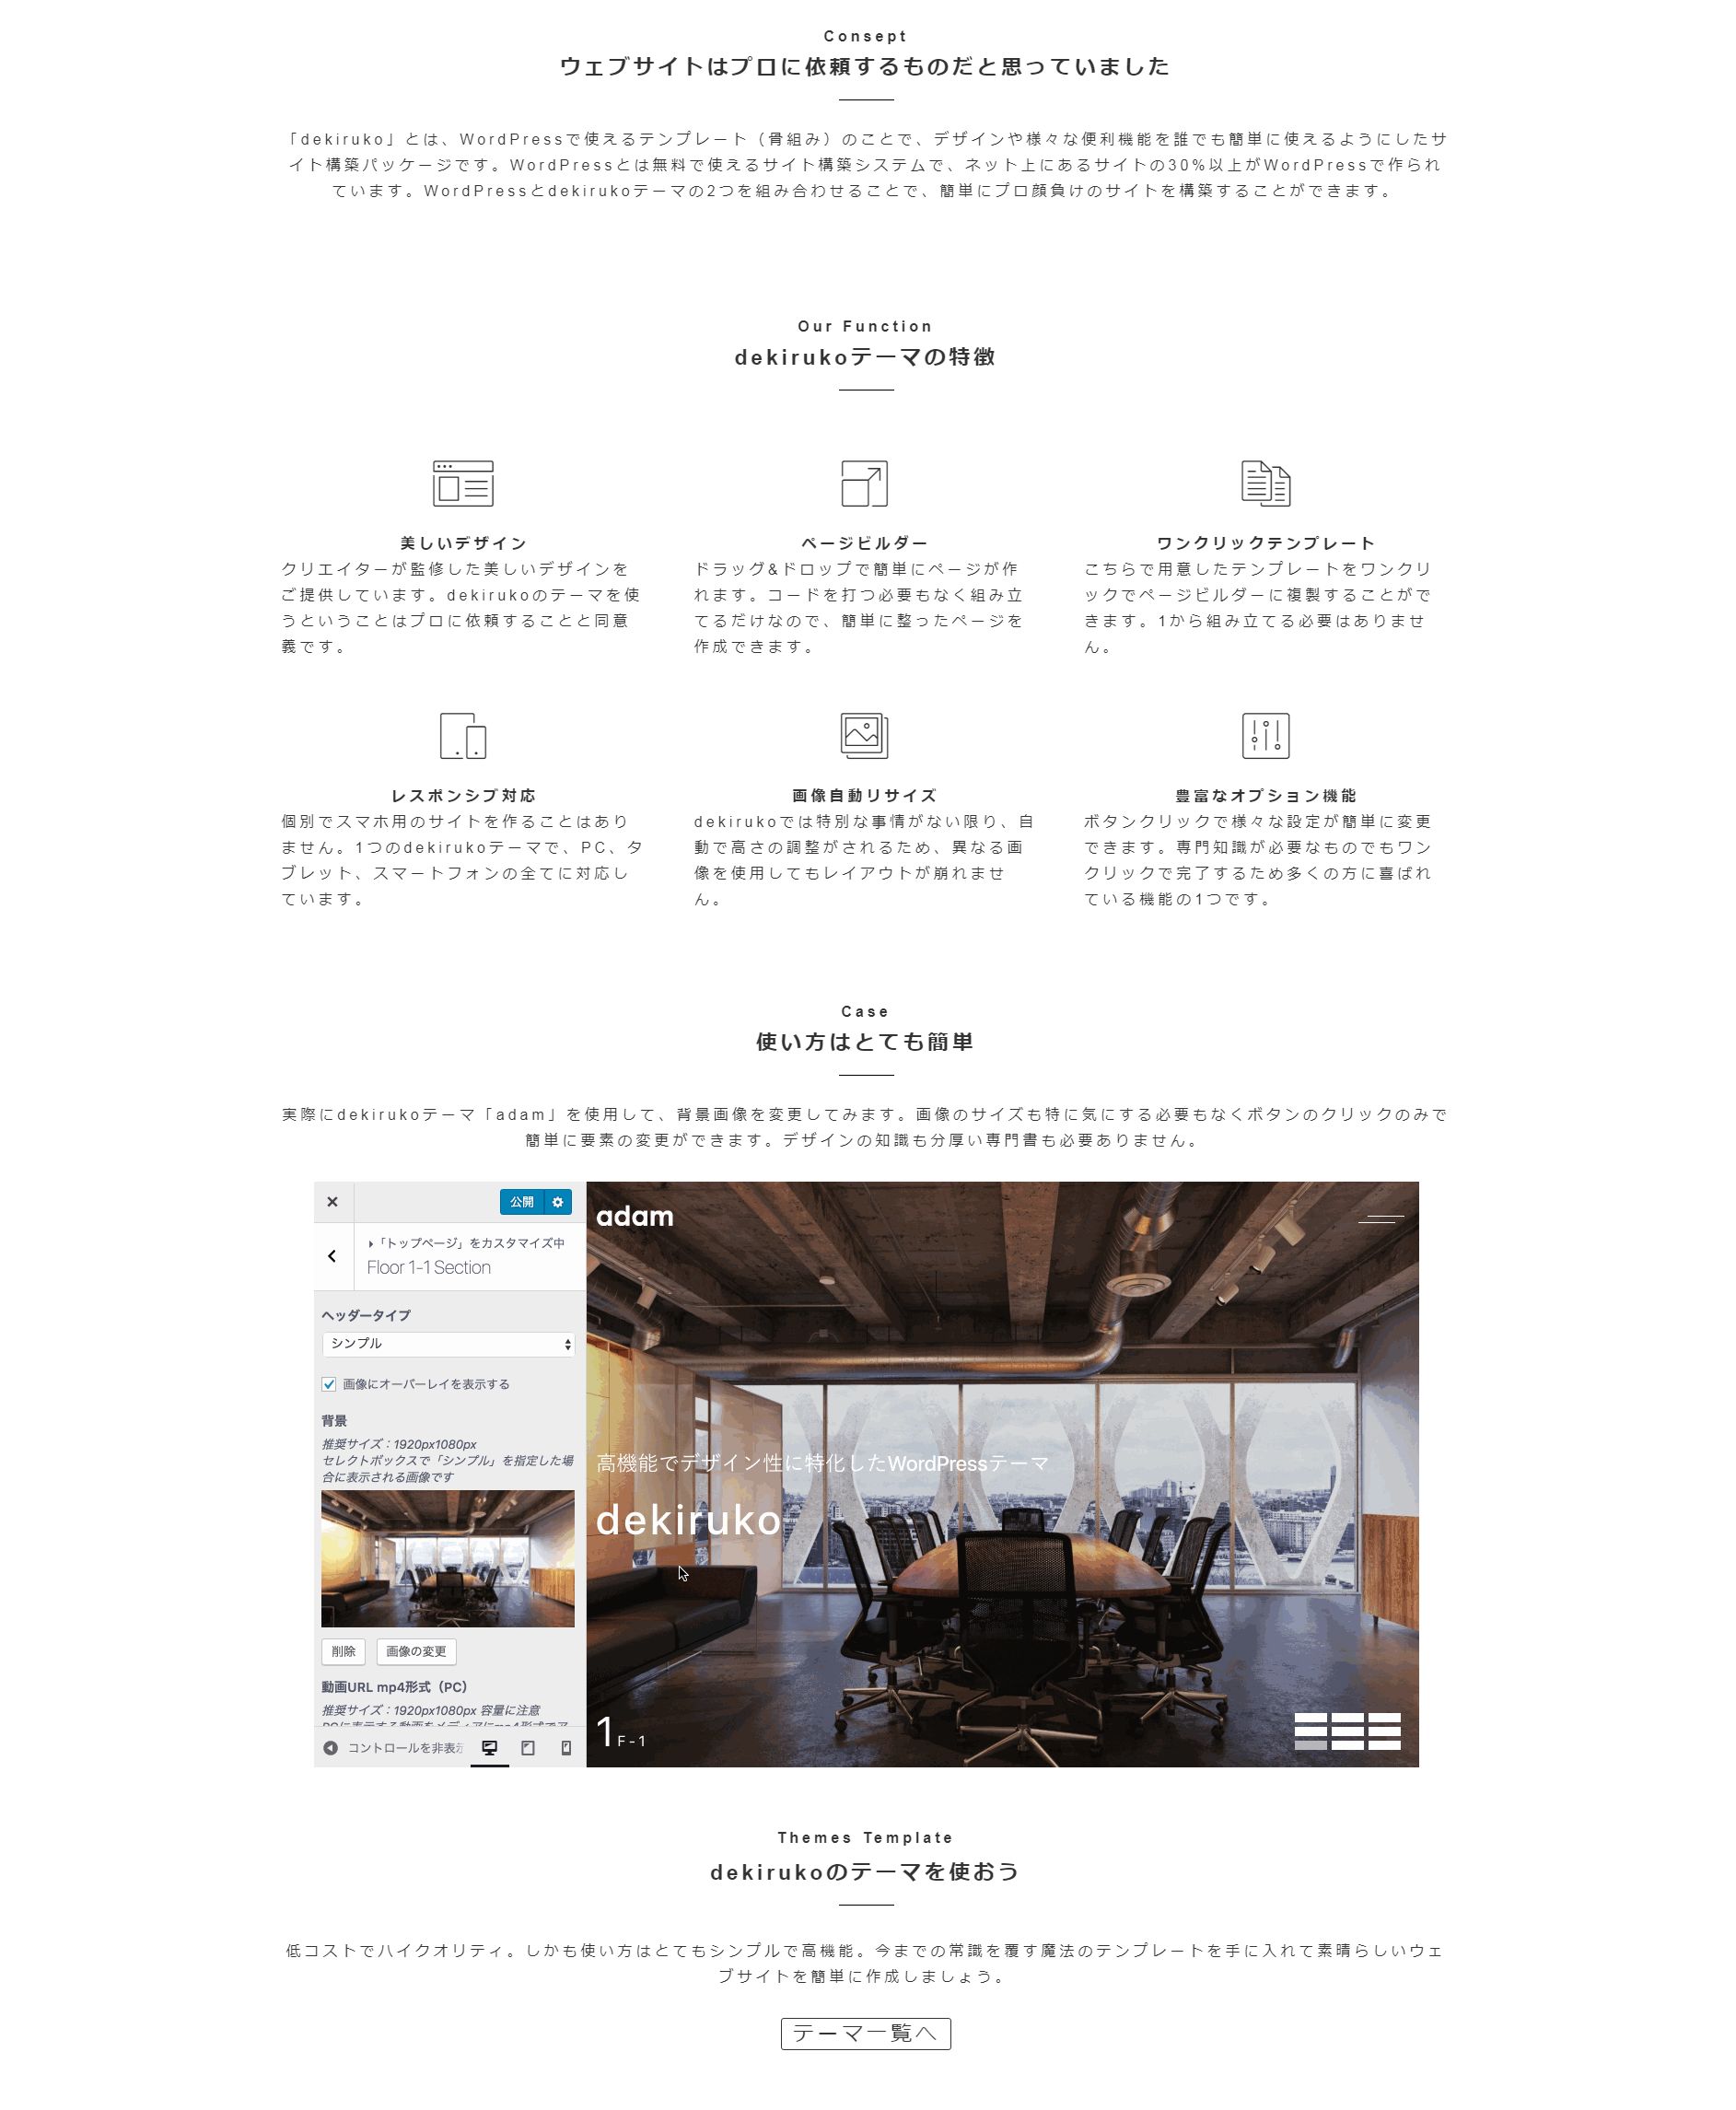 Consept
ウェブサイトはプロに依頼するものだと思っていました
「dekiruko」とは、WordPressで使えるテンプレート（骨組み）のことで、デザインや様々な便利機能を誰でも簡単に使えるようにしたサ
イト構築パッケージです。WordPressとは無料で使えるサイト構築システムで、ネット上にあるサイトの30%以上がWordPressで作られ
ています。WordPressとdekirukoテーマの2つを組み合わせることで、簡単にプロ顔負けのサイトを構築することができます。
Our Function
dekirukoテーマの特徴
美しいデザイン
クリエイターが監修した美しいデザインを
ご提供しています。dekirukoのテーマを使
うということはプロに依頼することと同意
義です。
ページビルダー
ドラッグ&ドロップで簡単にページが作
れます。コードを打つ必要もなく組み立
てるだけなので、簡単に整ったページを
作成できます。
ワンクリックテンプレート
こちらで用意したテンプレートをワンクリ
ックでページビルダーに複製することがで
きます。1から組み立てる必要はありませ
ん。
レスポンシブ対応
個別でスマホ用のサイトを作ることはあり
ません。1つのdekirukoテーマで、PC、タ
ブレット、スマートフォンの全てに対応し
ています。
画像自動リサイズ
dekirukoでは特別な事情がない限り、自
動で高さの調整がされるため、異なる画
像を使用してもレイアウトが崩れませ
ん。
豊富なオプション機能
ボタンクリックで様々な設定が簡単に変更
できます。専門知識が必要なものでもワン
クリックで完了するため多くの方に喜ばれ
ている機能の1つです。
Case
使い方はとても簡単
実際にdekirukoテーマ「adam」を使用して、背景画像を変更してみます。画像のサイズも特に気にする必要もなくボタンのクリックのみで
簡単に要素の変更ができます。デザインの知識も分厚い専門書も必要ありません。
公開
「トップページ」をカスタマイズ中
Floor 1-1 Section
ヘッダータイプ
シンプル
画像にオーバーレイを表示する
背景
推奨サイズ：1920px1080px
セレクトボックスで「シンプル」を指定した場
合に表示される画像です
削除 画像の変更
動画URL mp4形式（PC）
推奨サイズ：1920px1080px 容量に注意
PCに表示する動画をメディアにmp4形式でア
コントロールを非表示
adam
高機能でデザイン性に特化したWordPressテーマ
dekiruko
1 F-1
Themes Template
dekirukoのテーマを使おう
低コストでハイクオリティ。しかも使い方はとてもシンプルで高機能。今までの常識を覆す魔法のテンプレートを手に入れて素晴らしいウェ
ブサイトを簡単に作成しましょう。
テーマ一覧へ